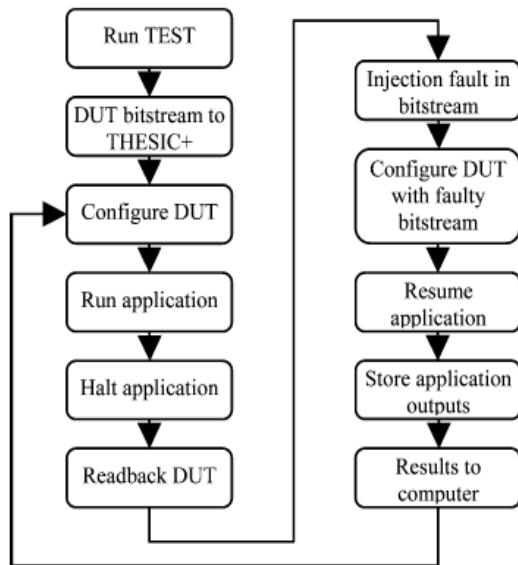 Run TEST
DUT bitstream to
THESIC+
Configure DUT
Run application
Halt application
Readback DUT
Injection fault in
bitstream
Configure DUT
with faulty
bitstream
Resume
application
Store application
outputs
Results to
computer